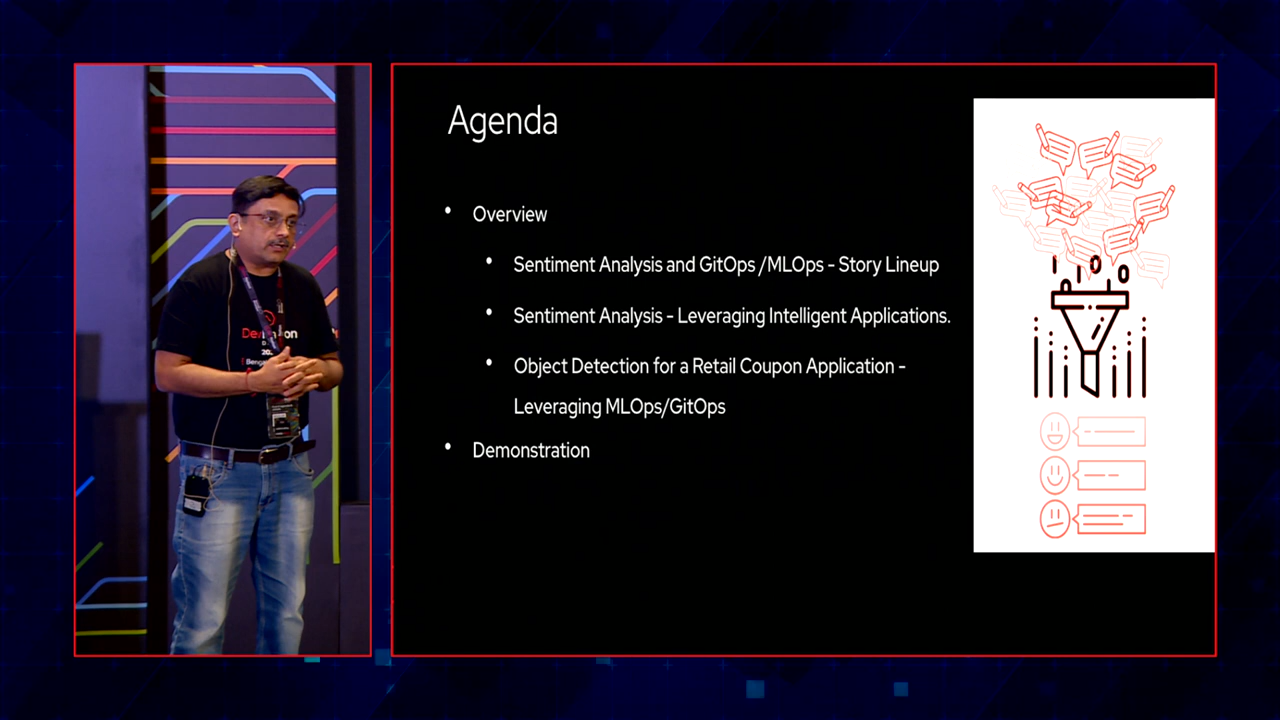 Agenda
• Overview
• Sentiment Analysis and GitOps /MLOps - Story Lineup
• Sentiment Analysis - Leveraging Intelligent Applications.
• Object Detection for a Retail Coupon Application -
Leveraging MLOps/GitOps
• Demonstration